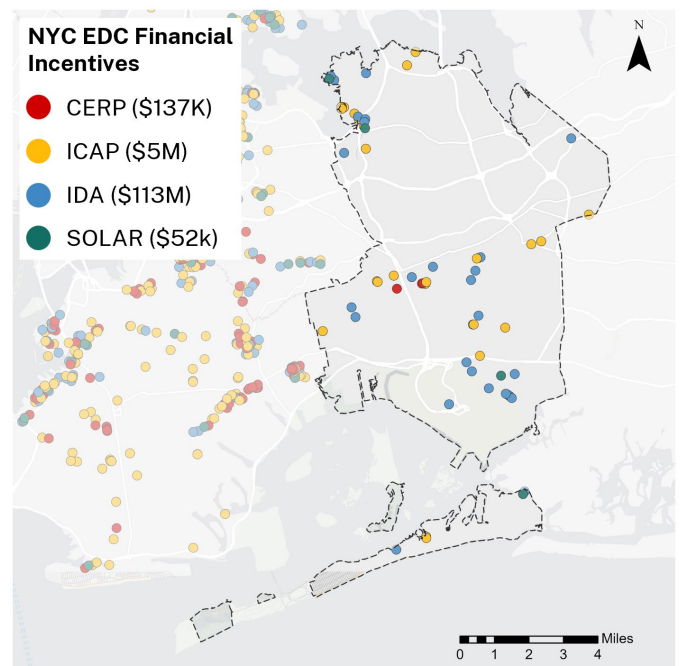 NYC EDC Financial
Incentives
CERP ($137K)
ICAP ($5M)
IDA ($113M)
SOLAR ($52k)
N
Miles
0 1 2 3 4